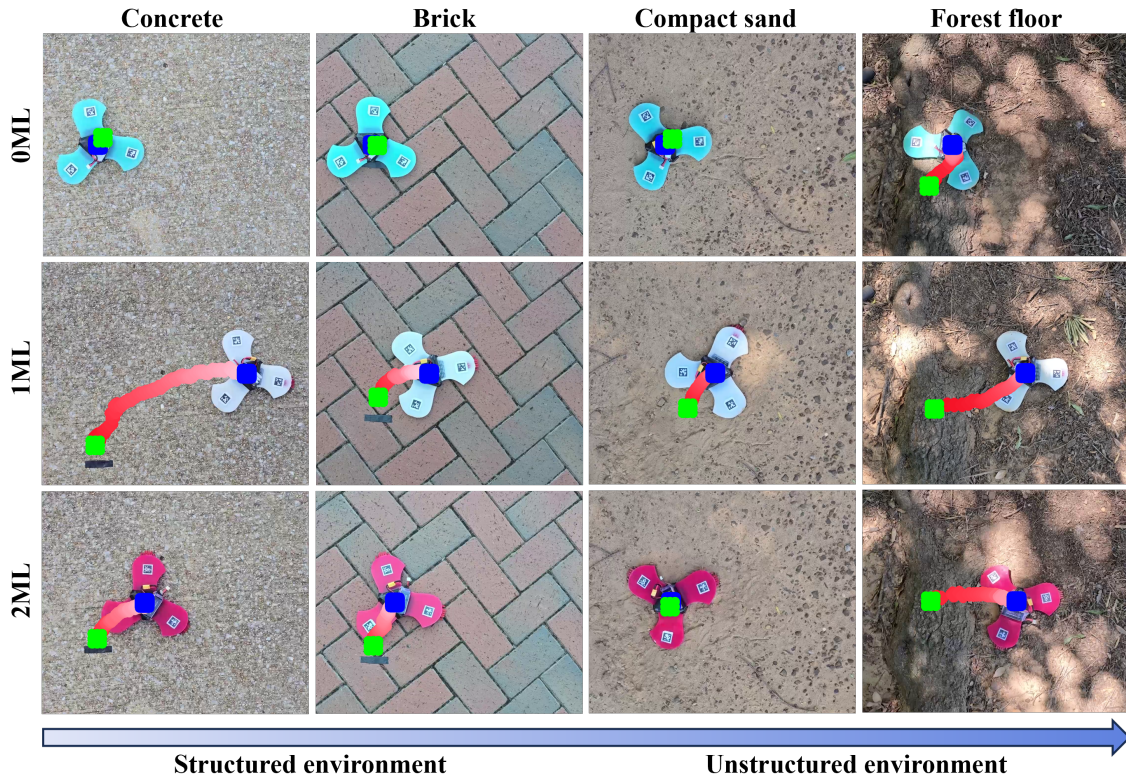 Concrete Brick Compact sand Forest floor
0ML
1ML
2ML
Structured environment Unstructured environment